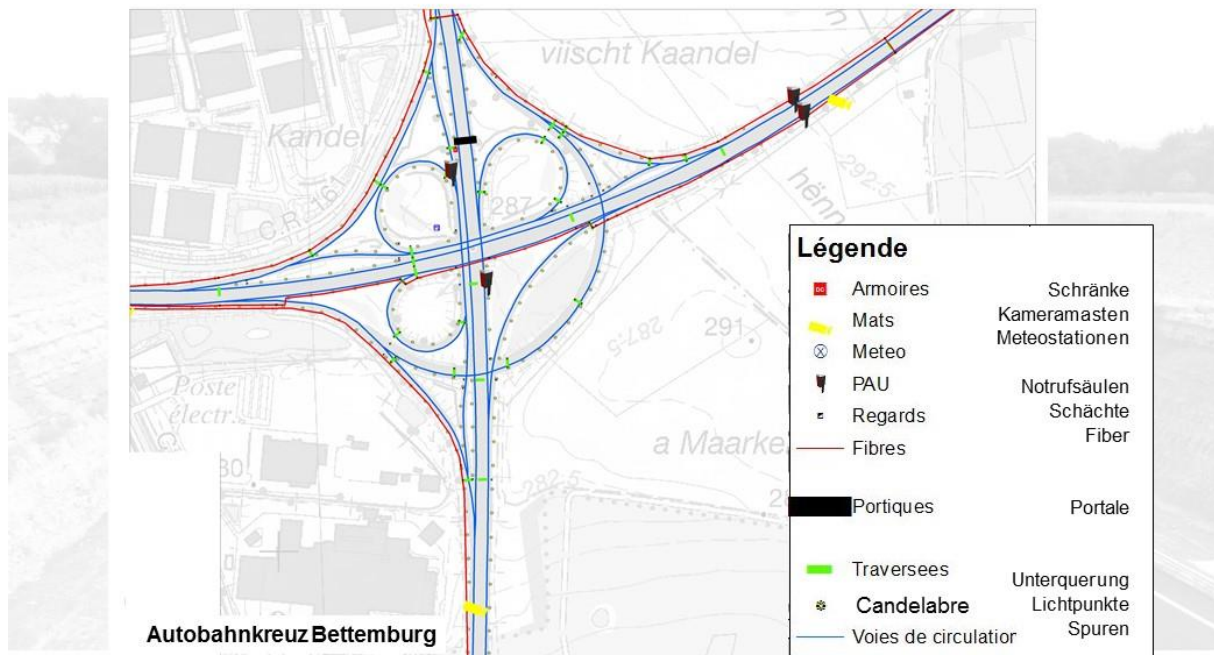 viischt Kaandel
Kandel
C.R. 161
287
292.5
hënn
287.5
291
Poste
électr.
a Maarke
282.5
80
Légende
Armoires Schränke
Mats Kameramasten
Meteo Meteostationen
PAU Notrufsäulen
Regards Schächte
Fibres Fiber
Portiques Portale
Traversees Unterquerung
Candelabre Lichtpunkte
Voies de circulation Spuren
Autobahnkreuz Bettemburg